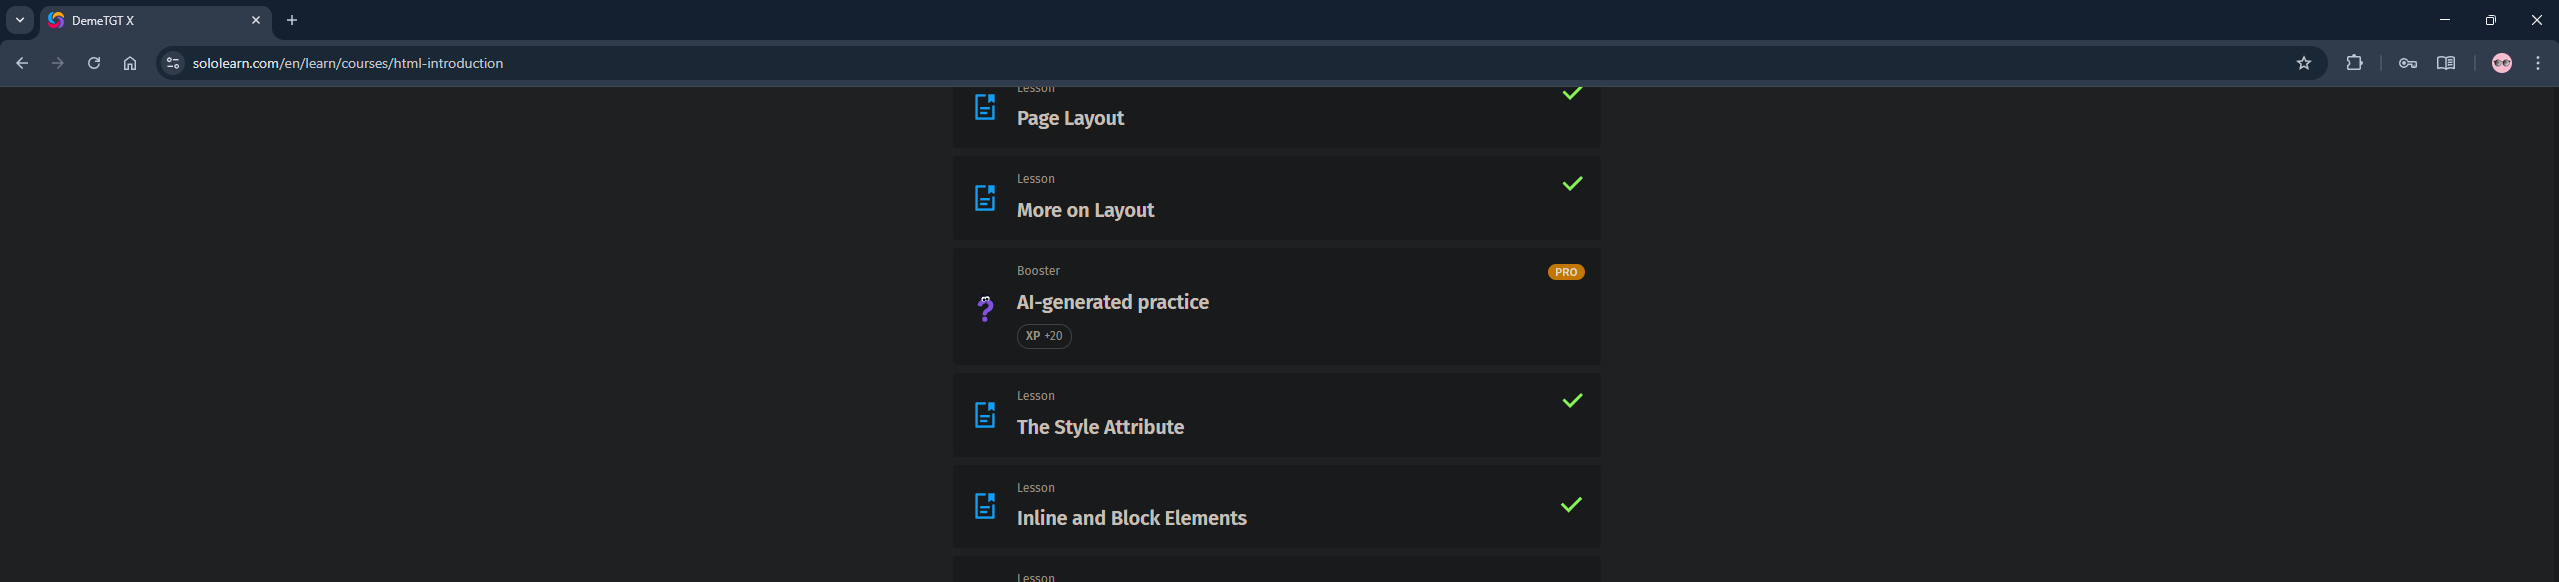 DemeTGT X
sololearn.com/en/learn/courses/html-introduction
Lesson
Page Layout
Lesson
More on Layout
Booster
PRO
AI-generated practice
XP +20
Lesson
The Style Attribute
Lesson
Inline and Block Elements
Lesson